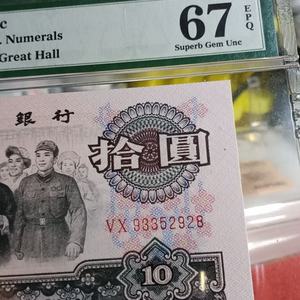 c
67
EPQ
. Numerals
Superb Gem Unc
Great Hall
銀行
拾圓
VX 93352928
10